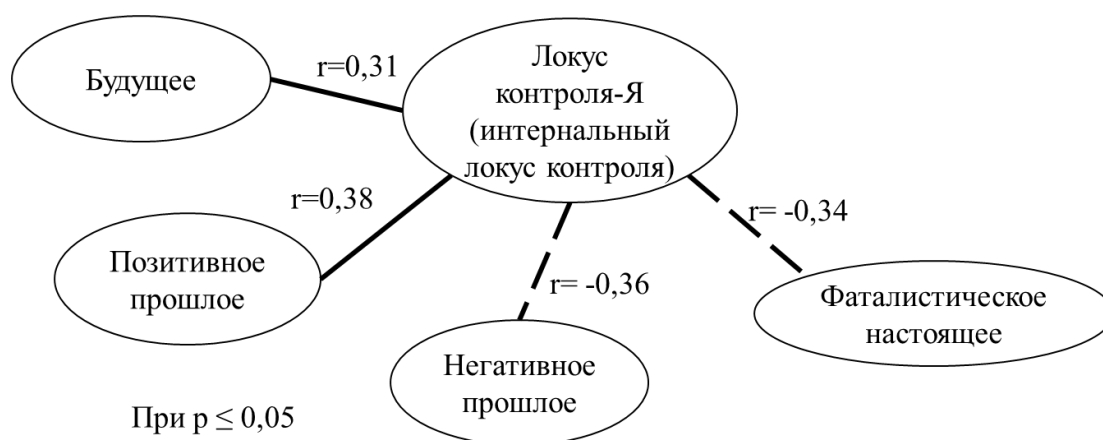 Будущее
r=0,31
Локус
контроля-Я
(интернальный
локус контроля)
r=0,38
r= -0,34
Позитивное
прошлое
r= -0,36
Фаталистическое
настоящее
Негативное
прошлое
При p ≤ 0,05